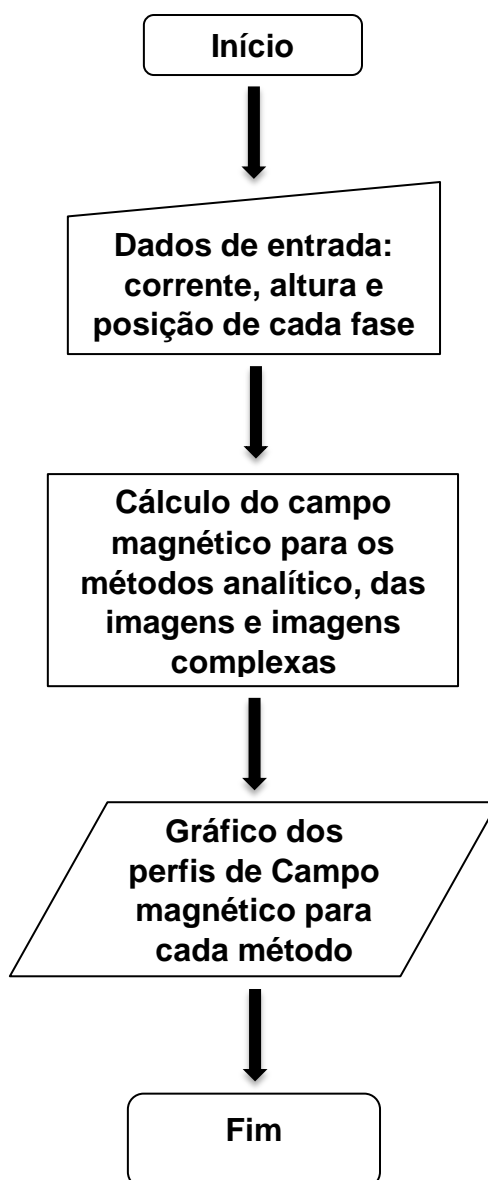 Início
Dados de entrada:
corrente, altura e
posição de cada fase
Cálculo do campo
magnético para os
métodos analítico, das
imagens e imagens
complexas
Gráfico dos
perfis de Campo
magnético para
cada método
Fim